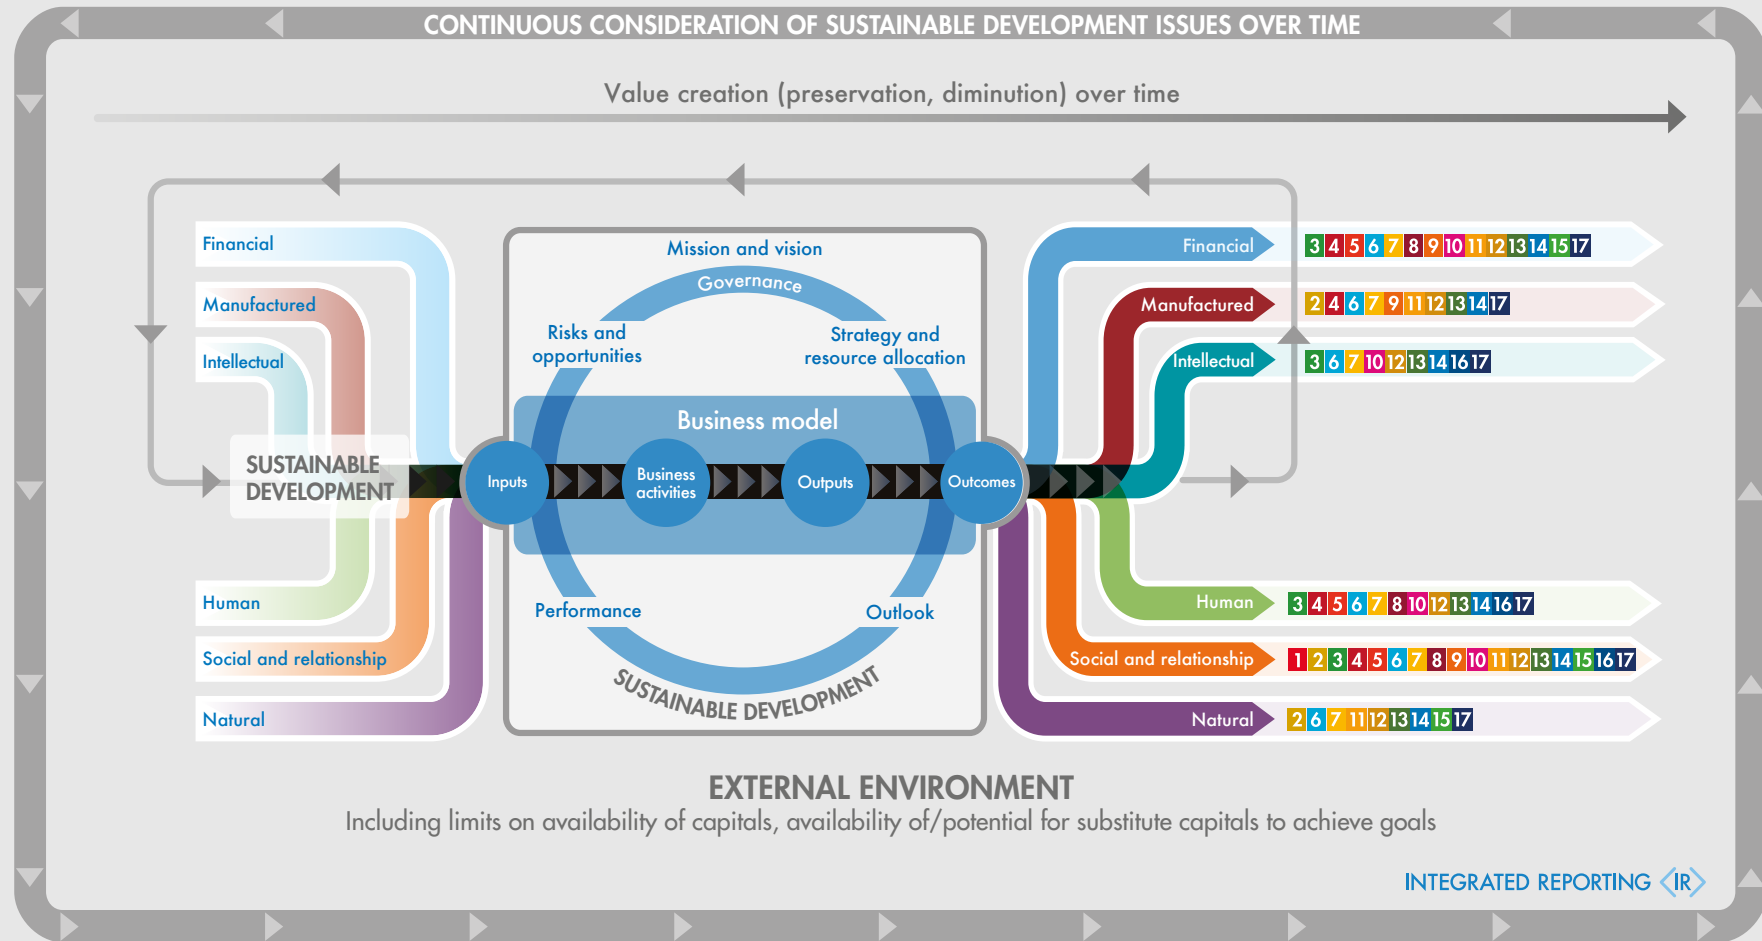 CONTINUOUS CONSIDERATION OF SUSTAINABLE DEVELOPMENT ISSUES OVER TIME
Value creation (preservation, diminution) over time
Financial
Manufactured
Intellectual
SUSTAINABLE
DEVELOPMENT
Human
Social and relationship
Natural
Mission and vision
Governance
Risks and
opportunities
Strategy and
resource allocation
Business model
Inputs
Business
activities
Outputs
Outcomes
Performance
Outlook
SUSTAINABLE DEVELOPMENT
Financial
3 4 5 6 7 8 9 10 11 12 13 14 15 17
Manufactured
2 4 6 7 9 11 12 13 14 17
Intellectual
3 6 7 10 12 13 14 16 17
Human
3 4 5 6 7 8 10 12 13 14 16 17
Social and relationship
1 2 3 4 5 6 7 8 9 10 11 12 13 14 15 16 17
Natural
2 6 7 11 12 13 14 15 17
EXTERNAL ENVIRONMENT
Including limits on availability of capitals, availability of/potential for substitute capitals to achieve goals
INTEGRATED REPORTING <IR>